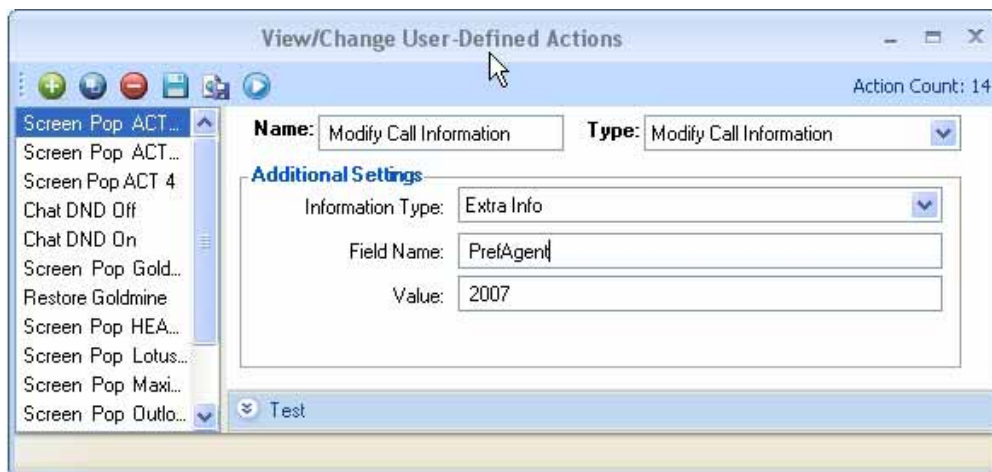 View/Change User-Defined Actions
Action Count: 14
Screen Pop ACT...
Screen Pop ACT...
Screen Pop ACT 4
Chat DND Off
Chat DND On
Screen Pop Gold...
Restore Goldmine
Screen Pop HEA...
Screen Pop Lotus...
Screen Pop Maxi...
Screen Pop Outlo...
Name: Modify Call Information Type: Modify Call Information
Additional Settings
Information Type: Extra Info
Field Name: PrefAgent
Value: 2007
Test